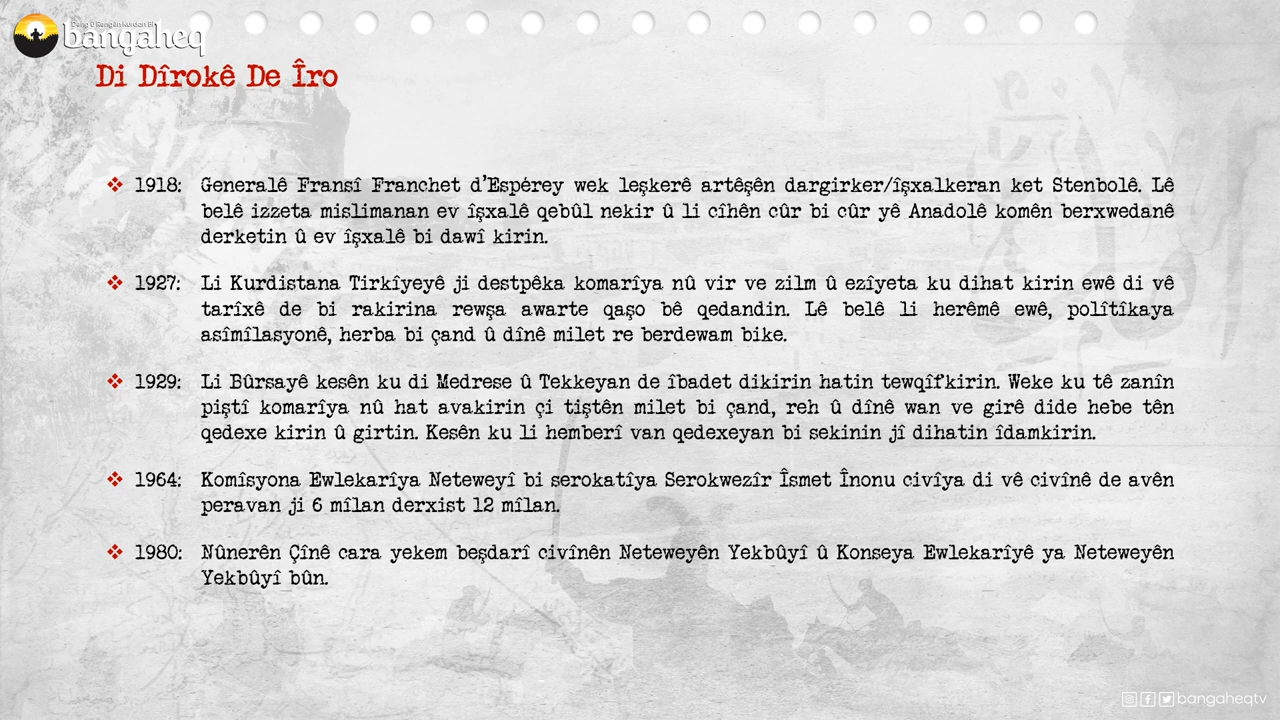 Deng û Rengên Kurdan Bi
bangaheq
Di Dîrokê De Îro
❖ 1918: Generalê Fransî Franchet d'Espérey wek leşkerê artêşên dargirker/îşxalkeran ket Stenbolê. Lê
belê izzeta mislimanan ev îşxalê qebûl nekir û li cîhên cûr bi cûr yê Anadolê komên berxwedanê
derketin û ev îşxalê bi dawî kirin.
❖ 1927: Li Kurdistana Tirkîyeyê ji destpêka komarîya nû vir ve zilm û ezîyeta ku dihat kirin ewê di vê
tarîxê de bi rakirina rewşa awarte qaşo bê qedandin. Lê belê li herêmê ewê, polîtîkaya
asîmîlasyonê, herba bi çand û dînê milet re berdewam bike.
❖ 1929: Li Bûrsayê kesên ku di Medrese û Tekkeyan de îbadet dikirin hatin tewqîfkirin. Weke ku tê zanîn
piştî komarîya nû hat avakirin çi tiştên milet bi çand, reh û dînê wan ve girê dide hebe tên
qedexe kirin û girtin. Kesên ku li hemberî van qedexeyan bi sekinin jî dihatin îdamkirin.
❖ 1964: Komîsyona Ewlekarîya Neteweyî bi serokatîya Serokwezîr Îsmet Înonu civîya di vê civînê de avên
peravan ji 6 mîlan derxist 12 mîlan.
❖ 1980: Nûnerên Çînê cara yekem beşdarî civînên Neteweyên Yekbûyî û Konseya Ewlekarîyê ya Neteweyên
Yekbûyî bûn.
bangaheqtv